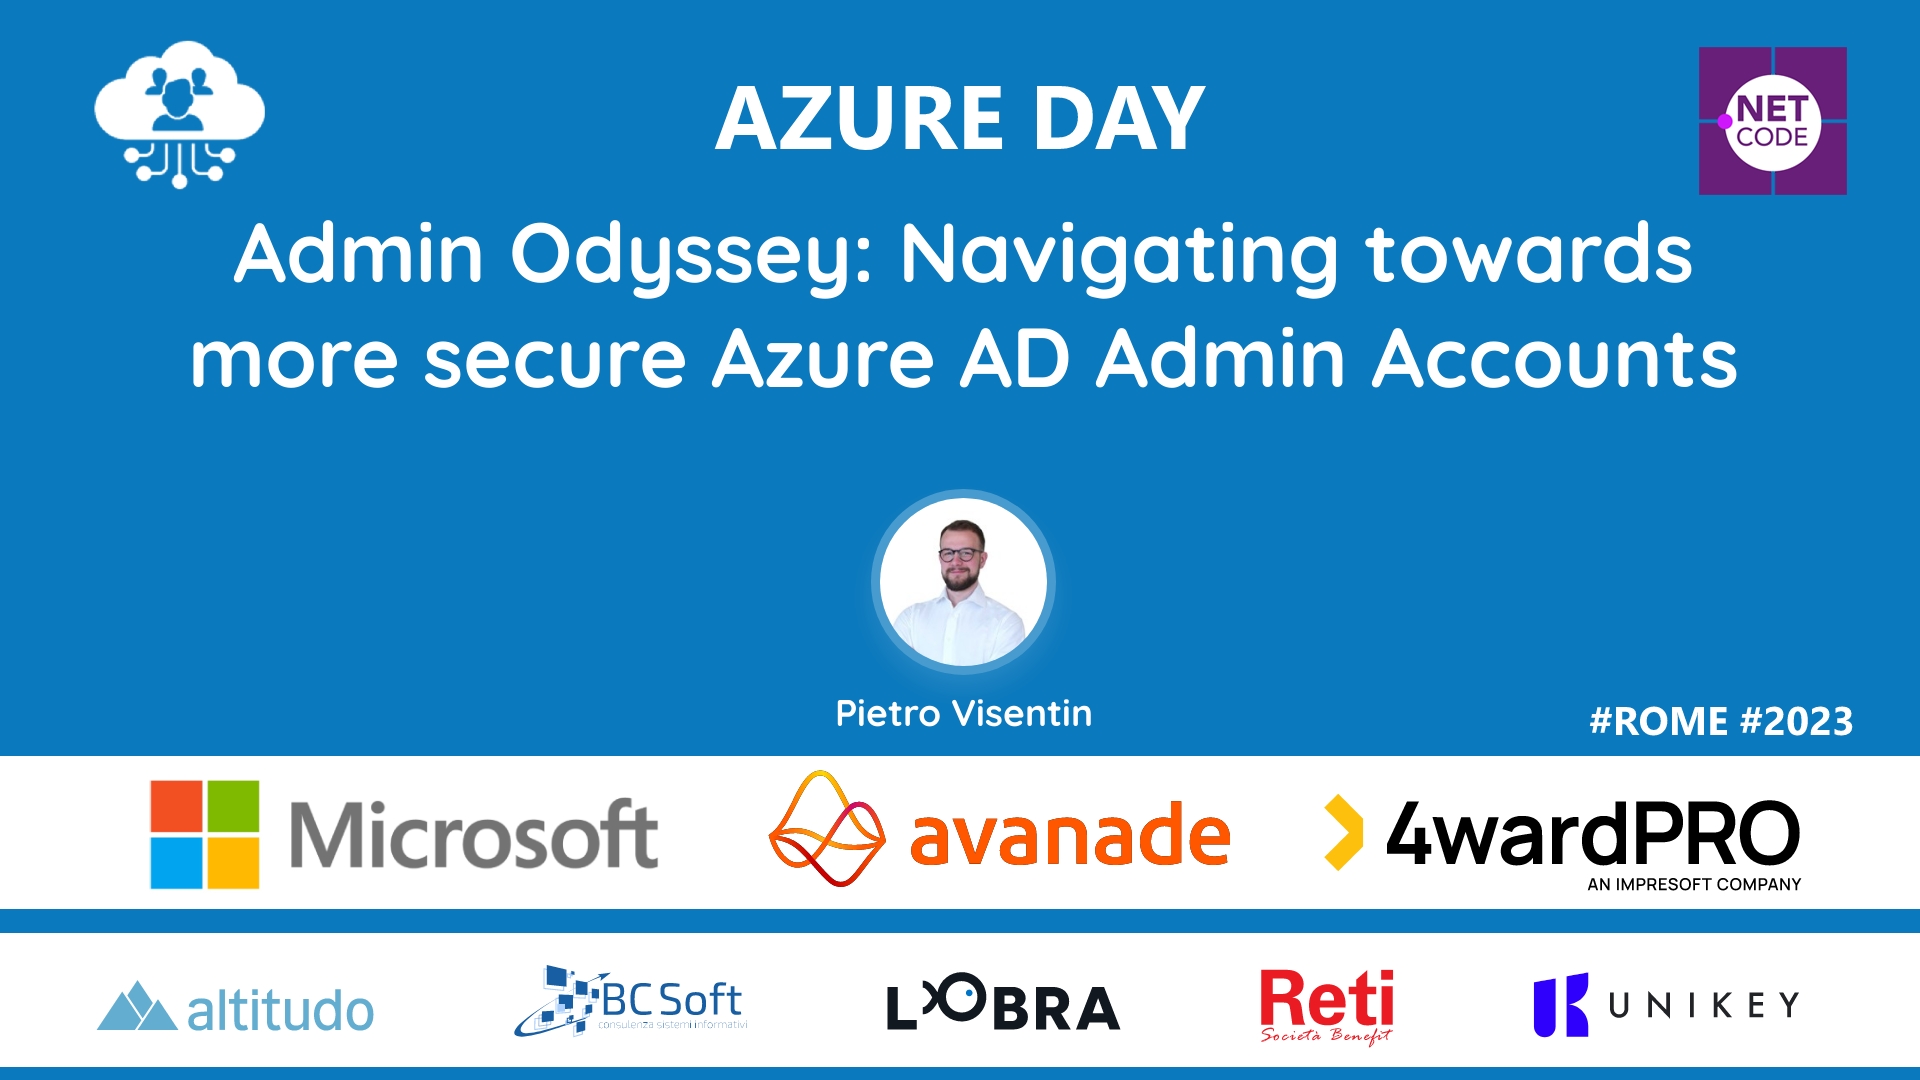 AZURE DAY
NET
CODE
Admin Odyssey: Navigating towards
more secure Azure AD Admin Accounts
Pietro Visentin
#ROME #2023
Microsoft
avanade
4wardPRO
AN IMPRESOFT COMPANY
altitudo
BC Soft
consulenza sistemi informativi
LOBRA
Reti
Società Benefit
UNIKEY